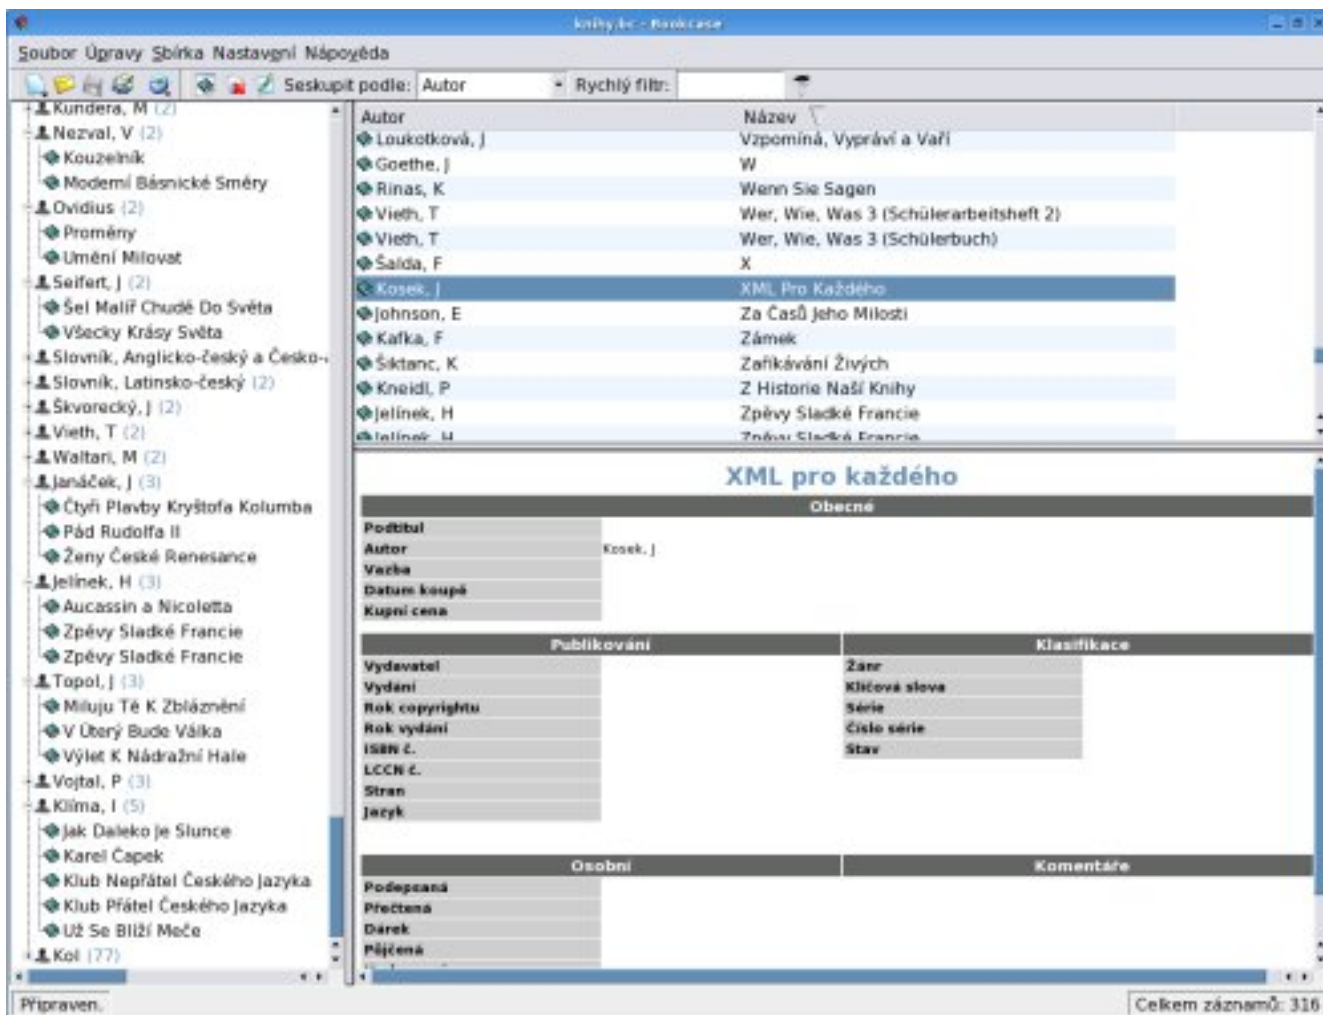 knihy.bc - Bookcase
Soubor Úpravy Sbírka Nastavení Nápověda
Seskupit podle: Autor Rychlý filtr:
Kundera, M (2)
Nezval, V (2)
Kouzelník
Moderní Básnické Směry
Ovidius (2)
Proměny
Umění Milovat
Seifert, J (2)
Šel Malíř Chudě Do Světa
Všecky Krásy Světa
Slovník, Anglicko-český a Česko-
Slovník, Latinsko-český (2)
Škvorecký, J (2)
Vieth, T (2)
Waltari, M (2)
Janáček, J (3)
Čtyři Plavby Kryštofa Kolumba
Pád Rudolfa II
Ženy České Renesance
Jelínek, H (3)
Aucassin a Nicoletta
Zpěvy Sladké Francie
Zpěvy Sladké Francie
Topol, J (3)
Miluju Tě K Zbláznění
V Úterý Bude Válka
Výlet K Nádražní Hale
Vojtal, P (3)
Klíma, I (5)
Jak Daleko Je Slunce
Karel Čapek
Klub Nepřátel Českého Jazyka
Klub Přátel Českého Jazyka
Už Se Blíží Meče
Kol (77)
Autor Název
Loukotková, J Vzpomíná, Vypráví a Vaří
Goethe, J W
Rinas, K Wenn Sie Sagen
Vieth, T Wer, Wie, Was 3 (Schülerarbeitsheft 2)
Vieth, T Wer, Wie, Was 3 (Schülerbuch)
Šalda, F X
Kosek, J XML Pro Každého
Johnson, E Za Časů Jeho Milosti
Kafka, F Zámek
Šiktanc, K Zaříkávání Živých
Kneidl, P Z Historie Naší Knihy
Jelínek, H Zpěvy Sladké Francie
Jelínek, H Zpěvy Sladké Francie
XML pro každého
Obecné
Podtitul
Autor Kosek, J
Vazba
Datum koupě
Kupní cena
Publikování Klasifikace
Vydavatel Žánr
Vydání Klíčová slova
Rok copyrightu Série
Rok vydání Číslo série
ISBN č. Stav
LCCN č.
Stran
Jazyk
Osobní Komentáře
Podepsaná
Přečtená
Dárek
Půjčená
Připraven. Celkem záznamů: 316